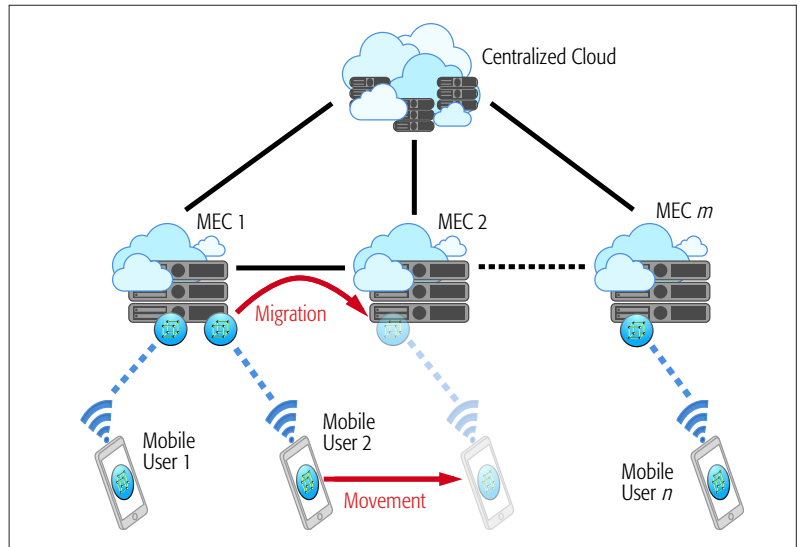 Centralized Cloud
MEC 1
MEC 2
MEC m
Migration
Mobile
User 1
Mobile
User 2
Movement
Mobile
User n